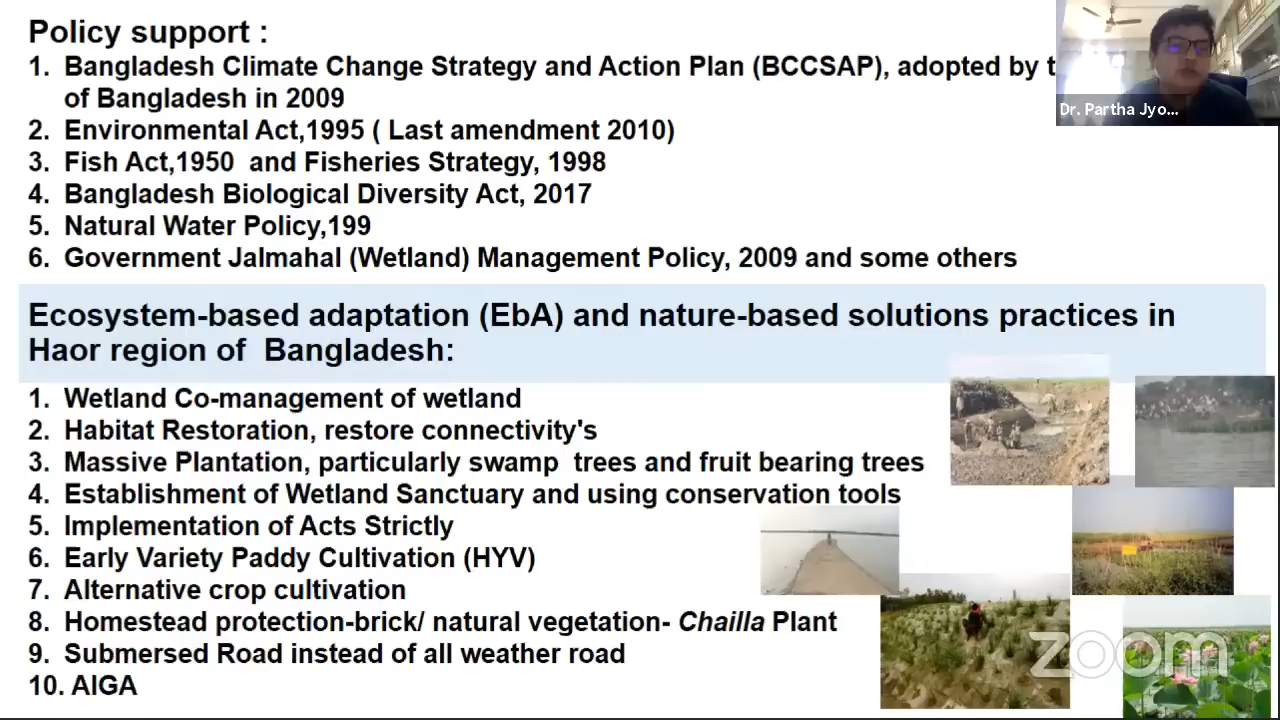 Policy support :
1. Bangladesh Climate Change Strategy and Action Plan (BCCSAP), adopted by t
of Bangladesh in 2009
2. Environmental Act,1995 ( Last amendment 2010)
3. Fish Act,1950 and Fisheries Strategy, 1998
4. Bangladesh Biological Diversity Act, 2017
5. Natural Water Policy,199
6. Government Jalmahal (Wetland) Management Policy, 2009 and some others
Dr. Partha Jyo...
Ecosystem-based adaptation (EbA) and nature-based solutions practices in
Haor region of Bangladesh:
1. Wetland Co-management of wetland
2. Habitat Restoration, restore connectivity's
3. Massive Plantation, particularly swamp trees and fruit bearing trees
4. Establishment of Wetland Sanctuary and using conservation tools
5. Implementation of Acts Strictly
6. Early Variety Paddy Cultivation (HYV)
7. Alternative crop cultivation
8. Homestead protection-brick/ natural vegetation- Chailla Plant
9. Submersed Road instead of all weather road
10. AIGA
zoom